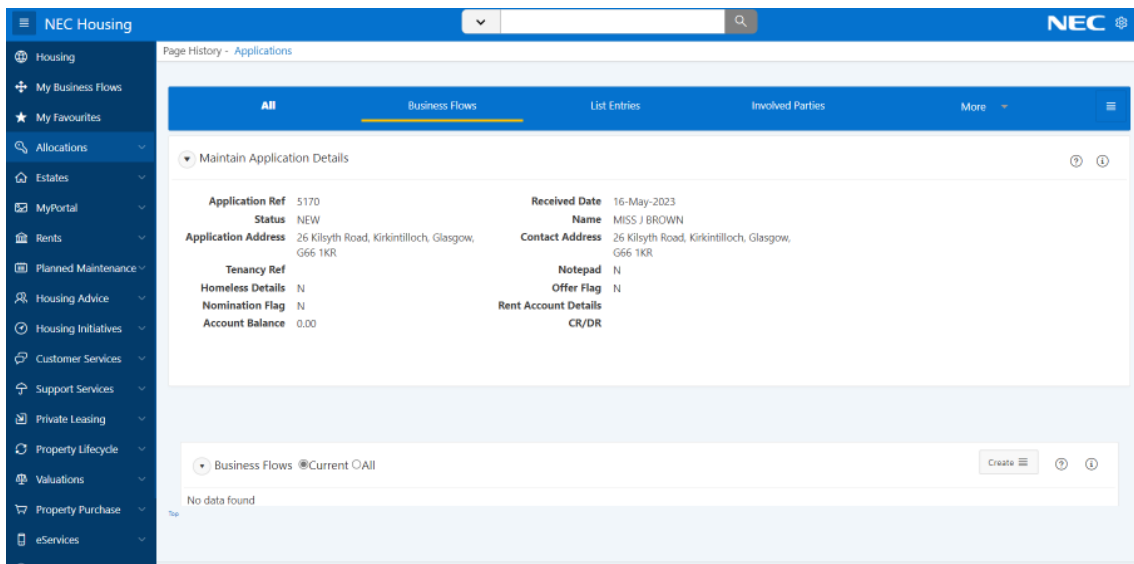 NEC Housing
NEC
Housing
My Business Flows
My Favourites
Allocations
Estates
MyPortal
Rents
Planned Maintenance
Housing Advice
Housing Initiatives
Customer Services
Support Services
Private Leasing
Property Lifecycle
Valuations
Property Purchase
eServices
Page History - Applications
All Business Flows List Entries Involved Parties More
Maintain Application Details
Application Ref 5170 Received Date 16-May-2023
Status NEW Name MISS J BROWN
Application Address 26 Kilsyth Road, Kirkintilloch, Glasgow, Contact Address 26 Kilsyth Road, Kirkintilloch, Glasgow,
G66 1KR G66 1KR
Tenancy Ref Notepad N
Homeless Details N Offer Flag N
Nomination Flag N Rent Account Details
Account Balance 0.00 CR/DR
Business Flows Current All Create
No data found
Top